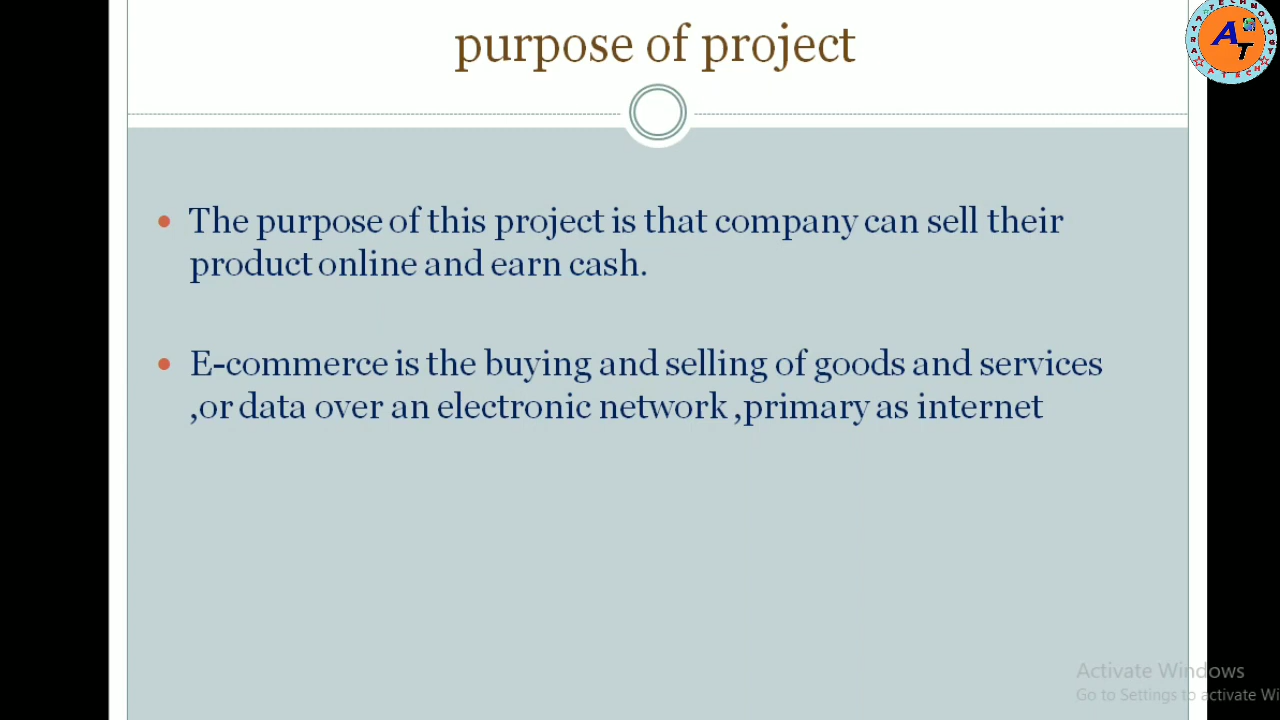 purpose of project
The purpose of this project is that company can sell their
product online and earn cash.
E-commerce is the buying and selling of goods and services
,or data over an electronic network ,primary as internet
Activate Windows
Go to Settings to activate Wi
AT